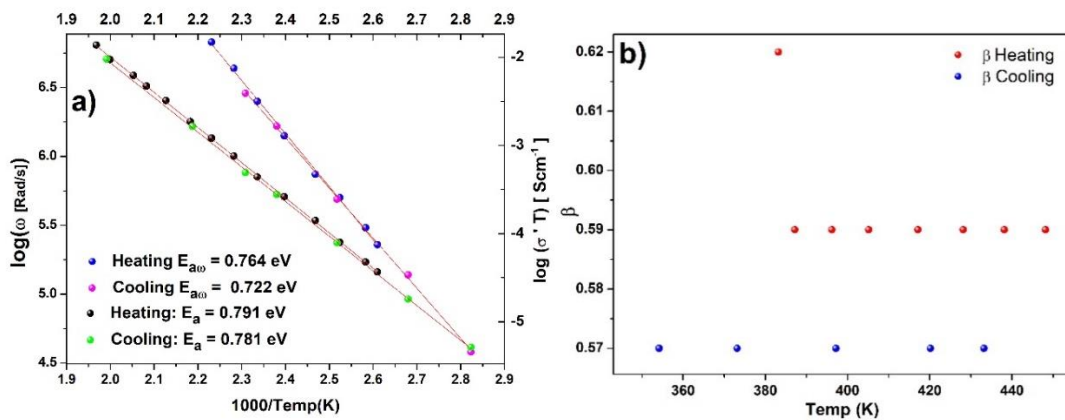 1.9 2.0 2.1 2.2 2.3 2.4 2.5 2.6 2.7 2.8 2.9
a)
log(ω [Rad/s])
6.5
6.0
5.5
5.0
4.5
-2
-3
-4
-5
log (σ ' T) [ Scm⁻¹]
Heating E_aω = 0.764 eV
Cooling E_aω = 0.722 eV
Heating: E_a = 0.791 eV
Cooling: E_a = 0.781 eV
1.9 2.0 2.1 2.2 2.3 2.4 2.5 2.6 2.7 2.8 2.9
1000/Temp(K)
b)
β Heating
β Cooling
β
0.62
0.61
0.60
0.59
0.58
0.57
360 380 400 420 440
Temp (K)